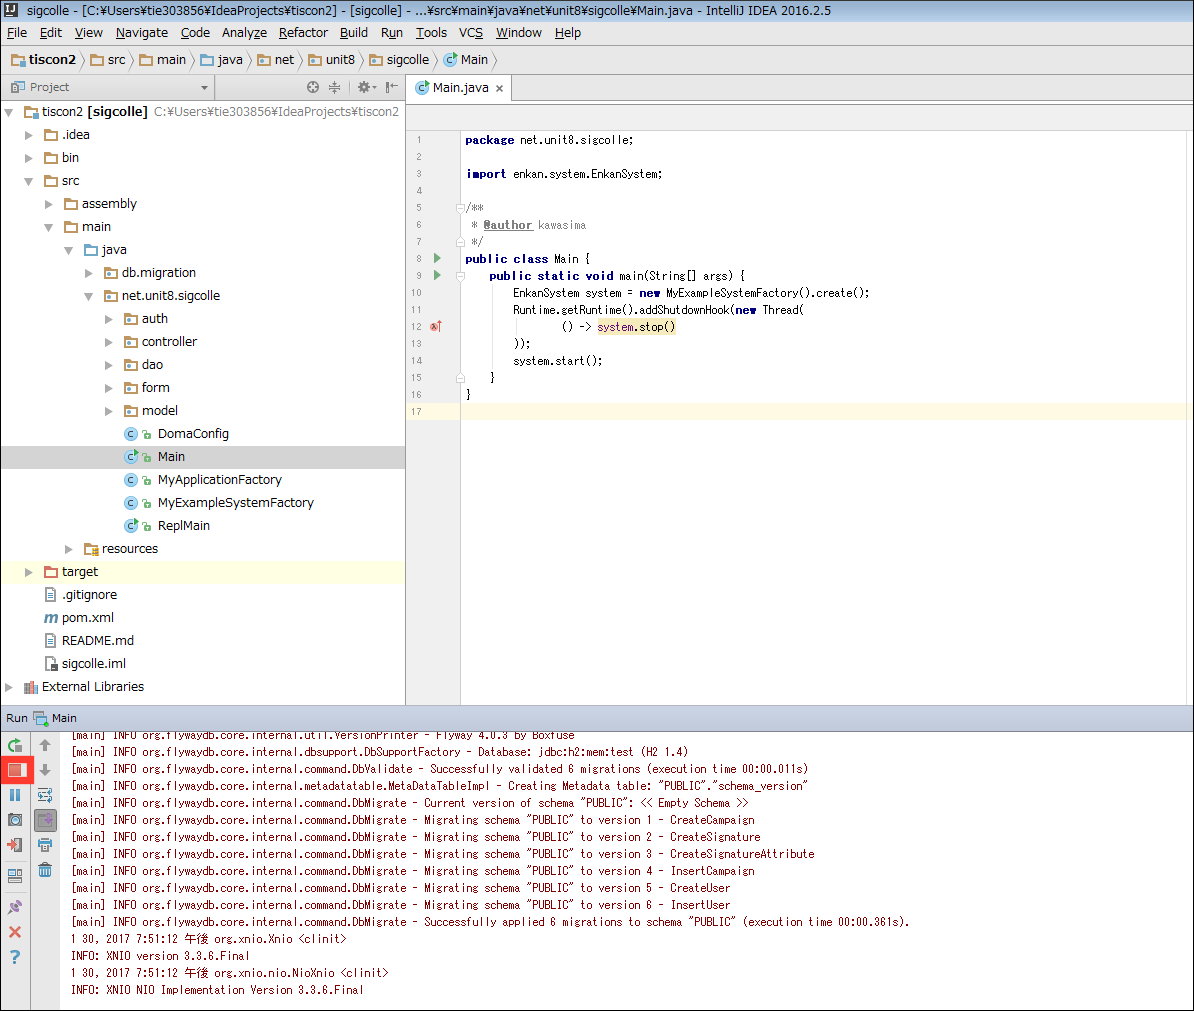 sigcolle - [C:¥Users¥tie303856¥IdeaProjects¥tiscon2] - [sigcolle] - ...¥src¥main¥java¥net¥unit8¥sigcolle¥Main.java - IntelliJ IDEA 2016.2.5
File Edit View Navigate Code Analyze Refactor Build Run Tools VCS Window Help
tiscon2 src main java net unit8 sigcolle Main
Project
Main.java
tiscon2 [sigcolle] C:¥Users¥tie303856¥IdeaProjects¥tiscon2
.idea
bin
src
assembly
main
java
db.migration
net.unit8.sigcolle
auth
controller
dao
form
model
DomaConfig
Main
MyApplicationFactory
MyExampleSystemFactory
ReplMain
resources
target
.gitignore
pom.xml
README.md
sigcolle.iml
External Libraries
1 package net.unit8.sigcolle;
2
3 import enkan.system.EnkanSystem;
4
5 /**
6 * @author kawasima
7 */
8 public class Main {
9 public static void main(String[] args) {
10 EnkanSystem system = new MyExampleSystemFactory().create();
11 Runtime.getRuntime().addShutdownHook(new Thread(
12 () -> system.stop()
13 ));
14 system.start();
15 }
16 }
17
Run Main
[main] INFO org.flywaydb.core.internal.util.VersionPrinter - Flyway 4.0.3 by Boxfuse
[main] INFO org.flywaydb.core.internal.dbsupport.DbSupportFactory - Database: jdbc:h2:mem:test (H2 1.4)
[main] INFO org.flywaydb.core.internal.command.DbValidate - Successfully validated 6 migrations (execution time 00:00.011s)
[main] INFO org.flywaydb.core.internal.metadatatable.MetaDataTableImpl - Creating Metadata table: "PUBLIC"."schema_version"
[main] INFO org.flywaydb.core.internal.command.DbMigrate - Current version of schema "PUBLIC": << Empty Schema >>
[main] INFO org.flywaydb.core.internal.command.DbMigrate - Migrating schema "PUBLIC" to version 1 - CreateCampaign
[main] INFO org.flywaydb.core.internal.command.DbMigrate - Migrating schema "PUBLIC" to version 2 - CreateSignature
[main] INFO org.flywaydb.core.internal.command.DbMigrate - Migrating schema "PUBLIC" to version 3 - CreateSignatureAttribute
[main] INFO org.flywaydb.core.internal.command.DbMigrate - Migrating schema "PUBLIC" to version 4 - InsertCampaign
[main] INFO org.flywaydb.core.internal.command.DbMigrate - Migrating schema "PUBLIC" to version 5 - CreateUser
[main] INFO org.flywaydb.core.internal.command.DbMigrate - Migrating schema "PUBLIC" to version 6 - InsertUser
[main] INFO org.flywaydb.core.internal.command.DbMigrate - Successfully applied 6 migrations to schema "PUBLIC" (execution time 00:00.361s).
1 30, 2017 7:51:12 午後 org.xnio.Xnio <clinit>
INFO: XNIO version 3.3.6.Final
1 30, 2017 7:51:12 午後 org.xnio.nio.NioXnio <clinit>
INFO: XNIO NIO Implementation Version 3.3.6.Final